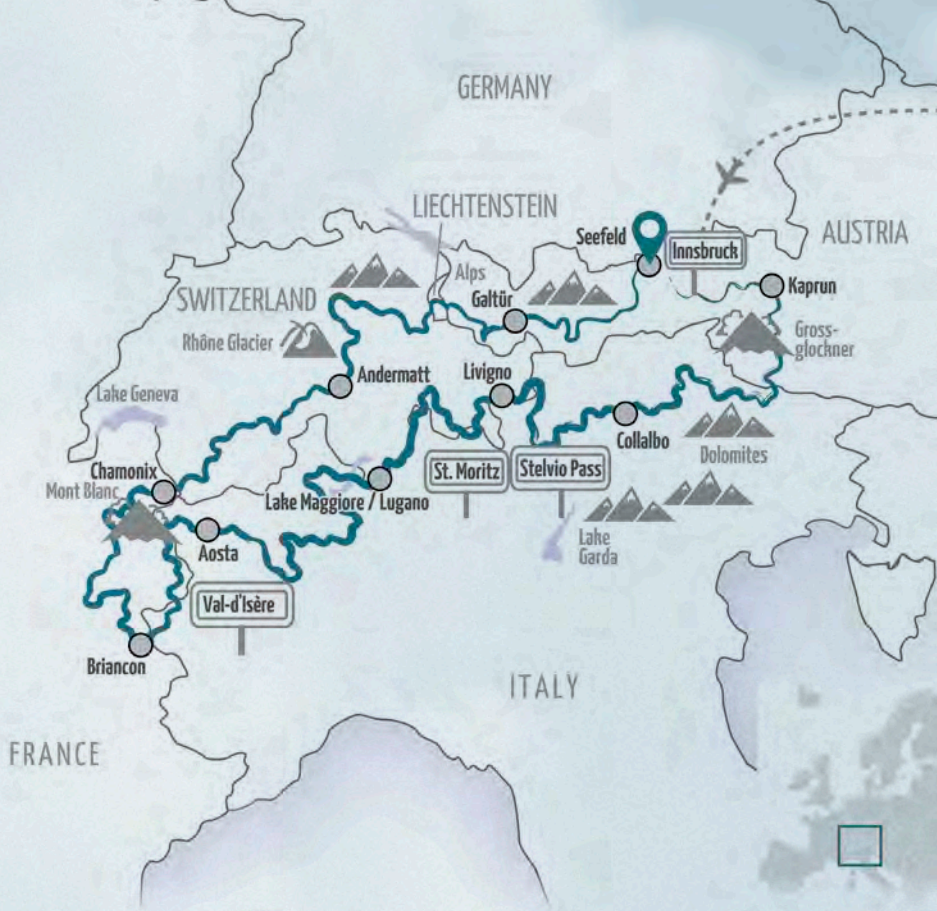 GERMANY
LIECHTENSTEIN
Seefeld
Innsbruck
AUSTRIA
Alps
Kaprun
SWITZERLAND
Galtür
Rhône Glacier
Gross-
glockner
Andermatt
Livigno
Lake Geneva
Collalbo
Dolomites
Chamonix
St. Moritz
Stelvio Pass
Mont Blanc
Lake Maggiore / Lugano
Aosta
Lake
Garda
Val-d'Isère
Briancon
ITALY
FRANCE